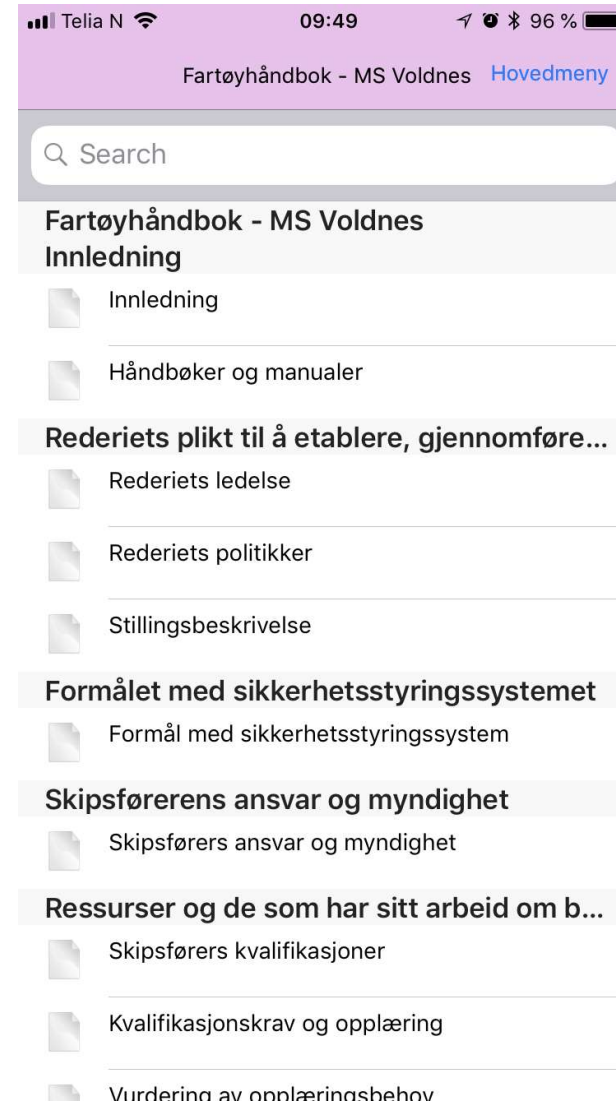 Telia N 09:49 96 %
Fartøyhåndbok - MS Voldnes Hovedmeny
Search
Fartøyhåndbok - MS Voldnes
Innledning
Innledning
Håndbøker og manualer
Rederiets plikt til å etablere, gjennomføre...
Rederiets ledelse
Rederiets politikker
Stillingsbeskrivelse
Formålet med sikkerhetsstyringssystemet
Formål med sikkerhetsstyringssystem
Skipsførerens ansvar og myndighet
Skipsførers ansvar og myndighet
Ressurser og de som har sitt arbeid om b...
Skipsførers kvalifikasjoner
Kvalifikasjonskrav og opplæring
Vurdering av opplæringsbehov